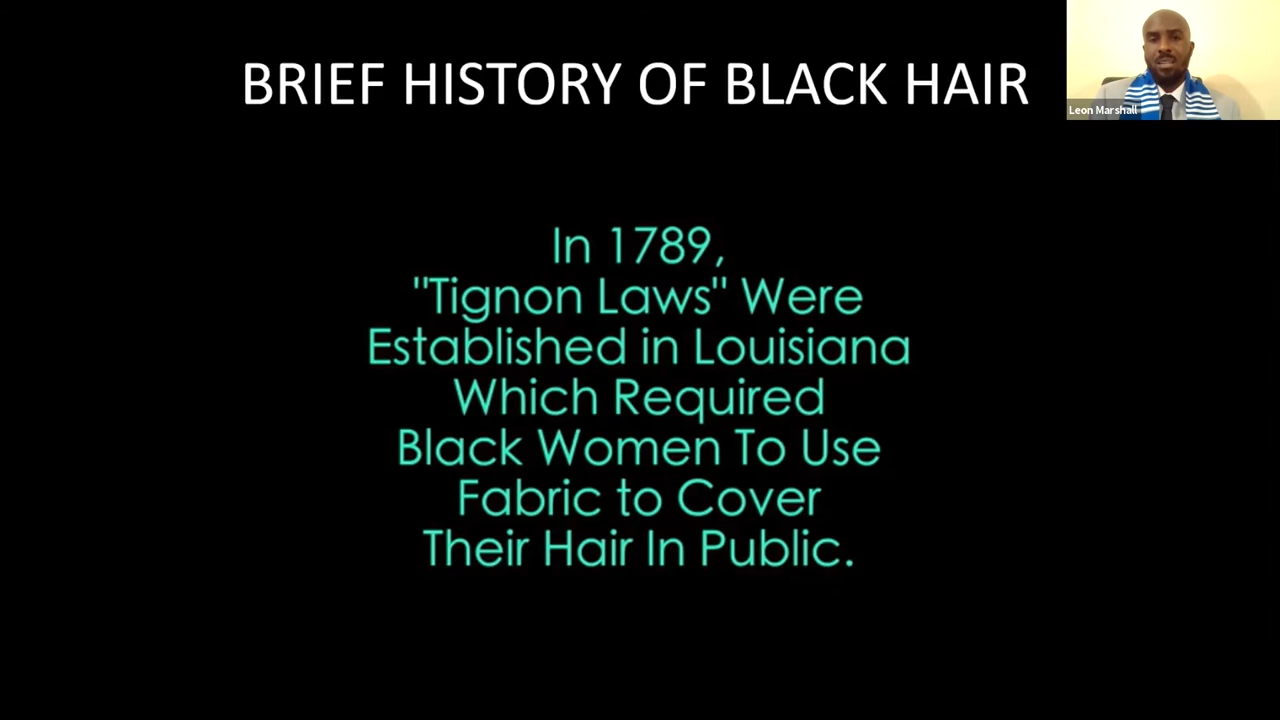 BRIEF HISTORY OF BLACK HAIR
Leon Marshall
In 1789,
"Tignon Laws" Were
Established in Louisiana
Which Required
Black Women To Use
Fabric to Cover
Their Hair In Public.